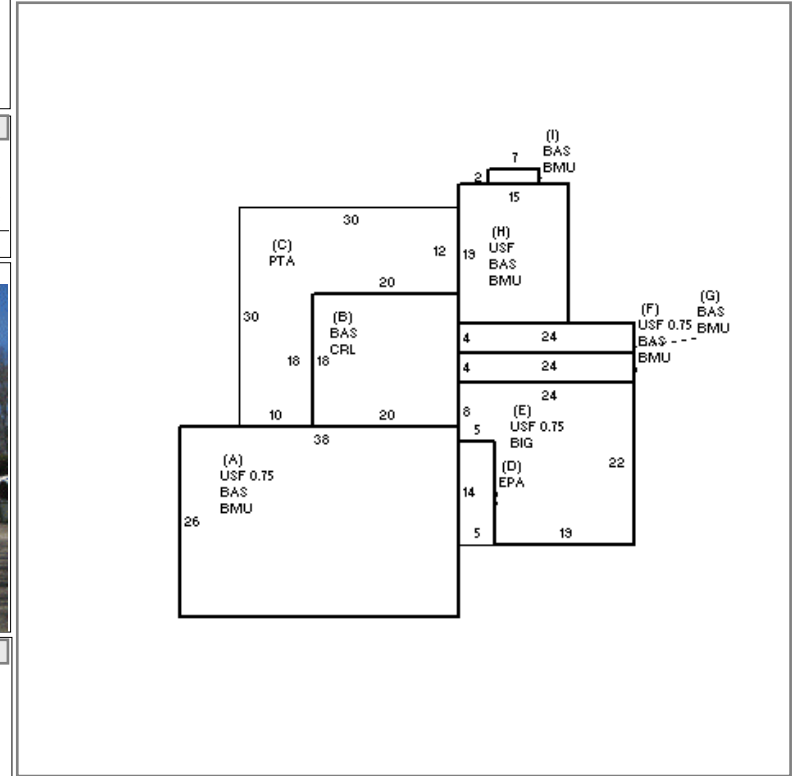 (I)
BAS
BMU
7
2
15
30
(C)
PTA
12
19
(H)
USF
BAS
BMU
20
30
(B)
BAS
CRL
18
18
(F)
USF 0.75
BAS
BMU
(G)
BAS
BMU
4
24
4
24
24
10
20
8
5
(E)
USF 0.75
BIG
38
(A)
USF 0.75
BAS
BMU
26
(D)
EPA
22
14
5
19